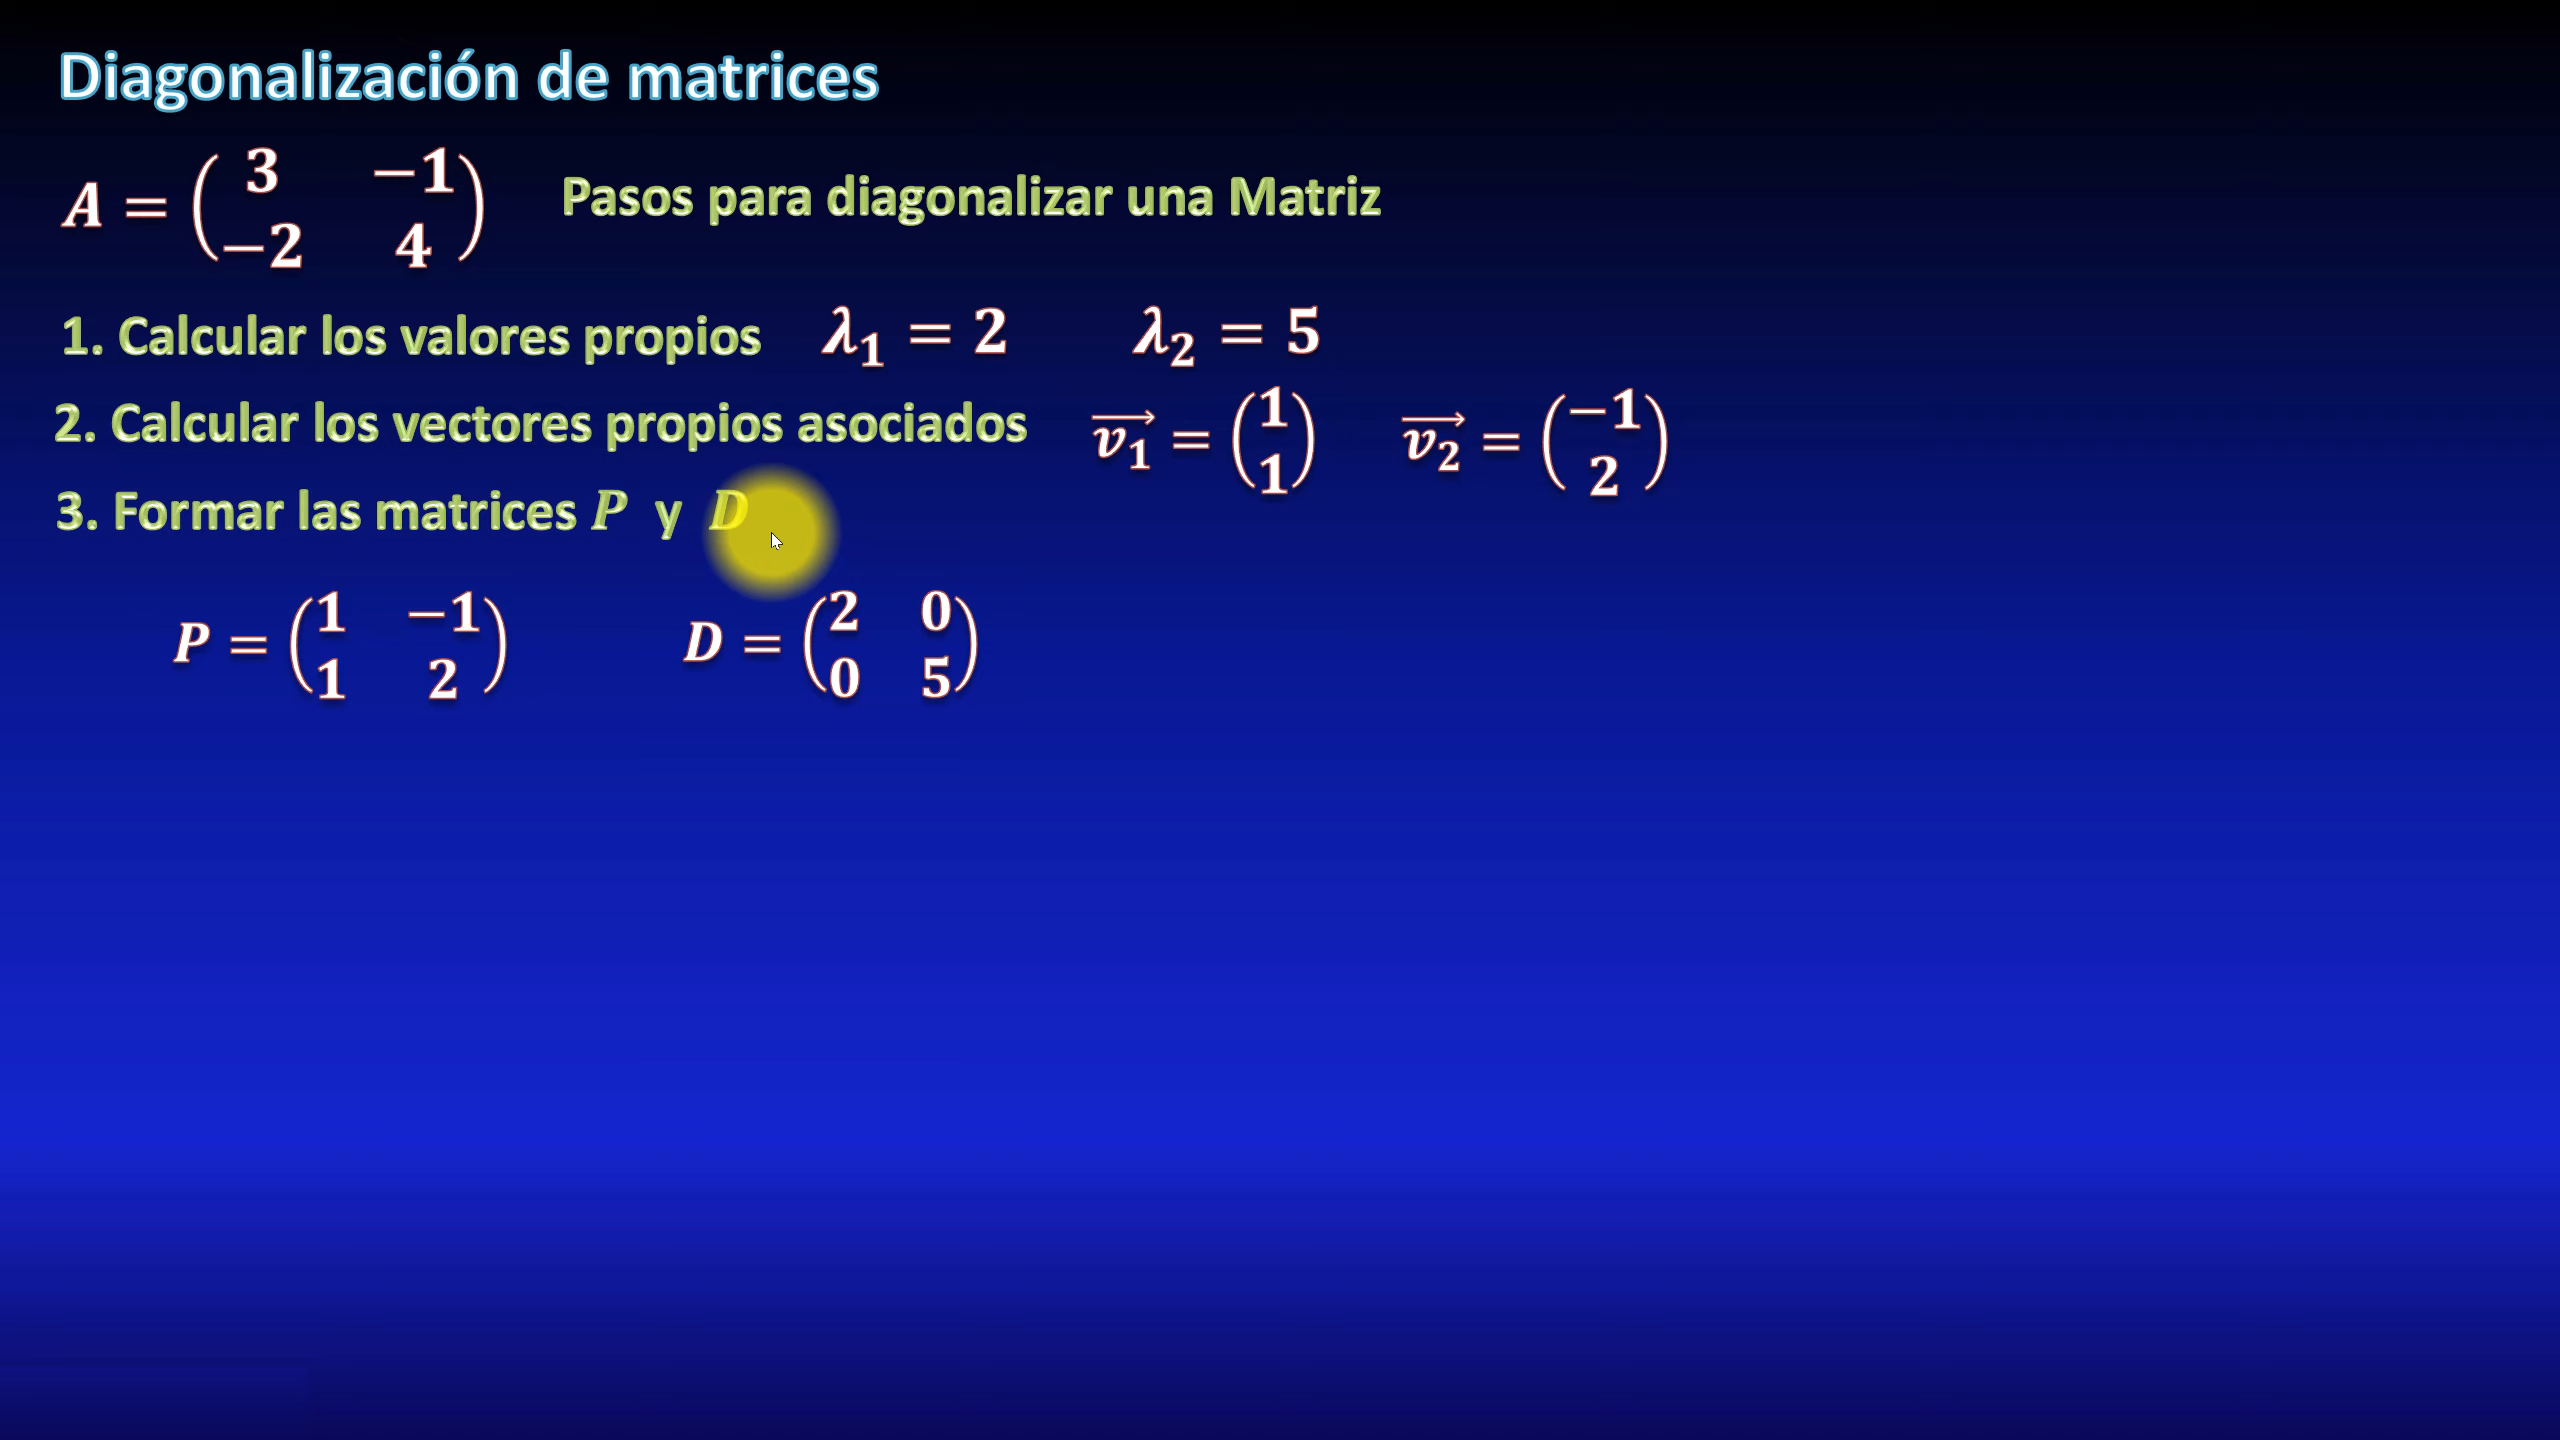 Diagonalización de matrices
A = (3 −1; −2 4) Pasos para diagonalizar una Matriz
1. Calcular los valores propios λ₁ = 2 λ₂ = 5
2. Calcular los vectores propios asociados v₁⃗ = (1; 1) v₂⃗ = (−1; 2)
3. Formar las matrices P y D
P = (1 −1; 1 2) D = (2 0; 0 5)